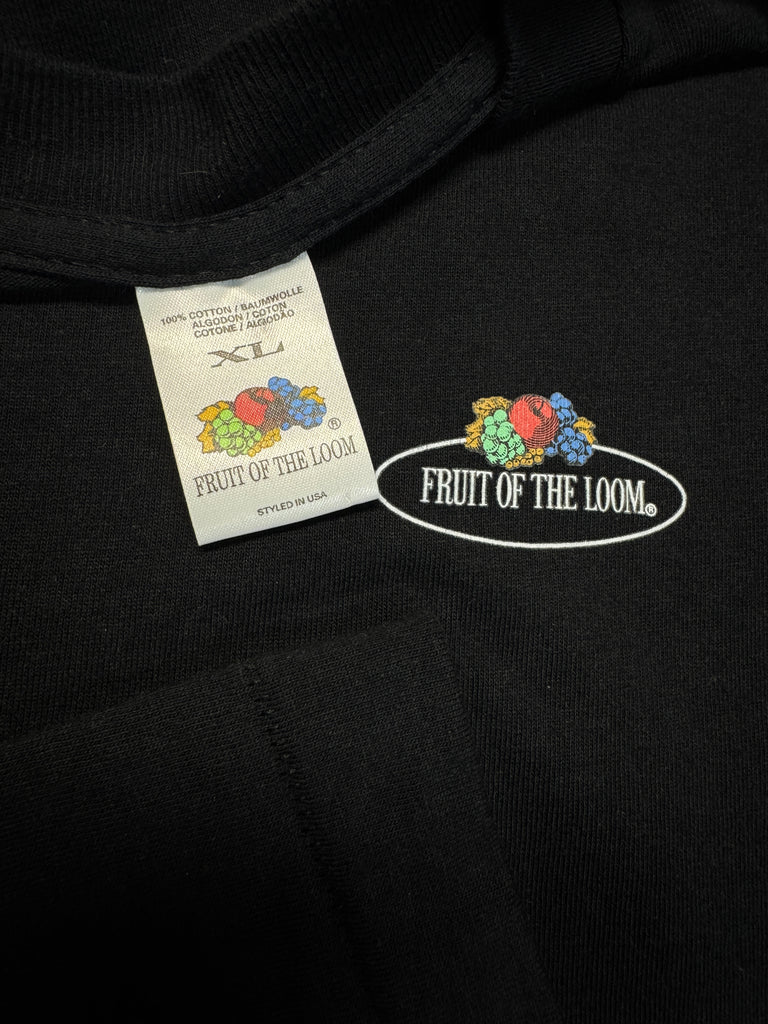 100% COTTON / BAUMWOLLE
ALGODON / COTON
COTONE / ALGODÃO
XL
®
FRUIT OF THE LOOM
STYLED IN USA
FRUIT OF THE LOOM®